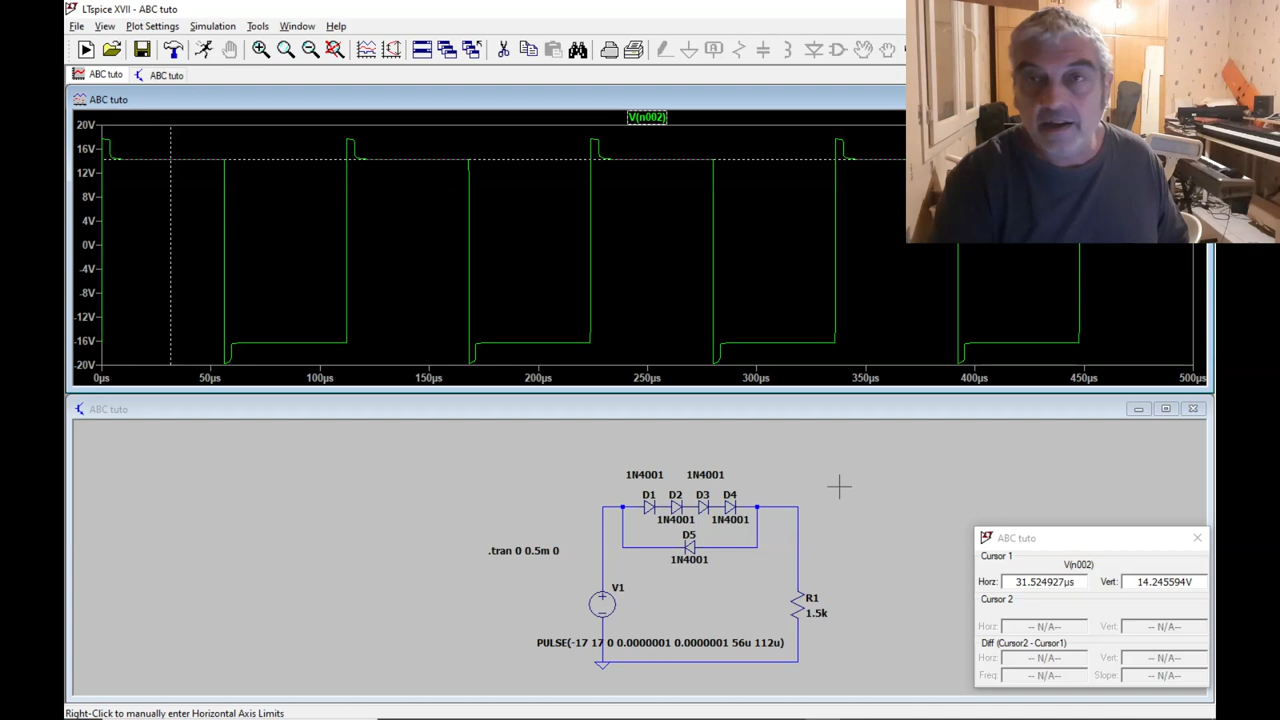 LTspice XVII - ABC tuto
File View Plot Settings Simulation Tools Window Help
ABC tuto ABC tuto
ABC tuto
V(n002)
20V
16V
12V
8V
4V
0V
-4V
-8V
-12V
-16V
-20V
0µs 50µs 100µs 150µs 200µs 250µs 300µs 350µs 400µs 450µs 500µs
ABC tuto
1N4001 1N4001
D1 D2 D3 D4
1N4001 1N4001
D5
1N4001
.tran 0 0.5m 0
V1
R1
1.5k
PULSE(-17 17 0 0.0000001 0.0000001 56u 112u)
ABC tuto
Cursor 1
V(n002)
Horz: 31.524927µs Vert: 14.245594V
Cursor 2
Horz: -- N/A-- Vert: -- N/A--
Diff (Cursor2 - Cursor1)
Horz: -- N/A-- Vert: -- N/A--
Freq: -- N/A-- Slope: -- N/A--
Right-Click to manually enter Horizontal Axis Limits